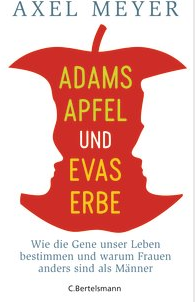 AXEL MEYER
ADAMS
APFEL
UND
EVAS
ERBE
Wie die Gene unser Leben
bestimmen und warum Frauen
anders sind als Männer
C.Bertelsmann